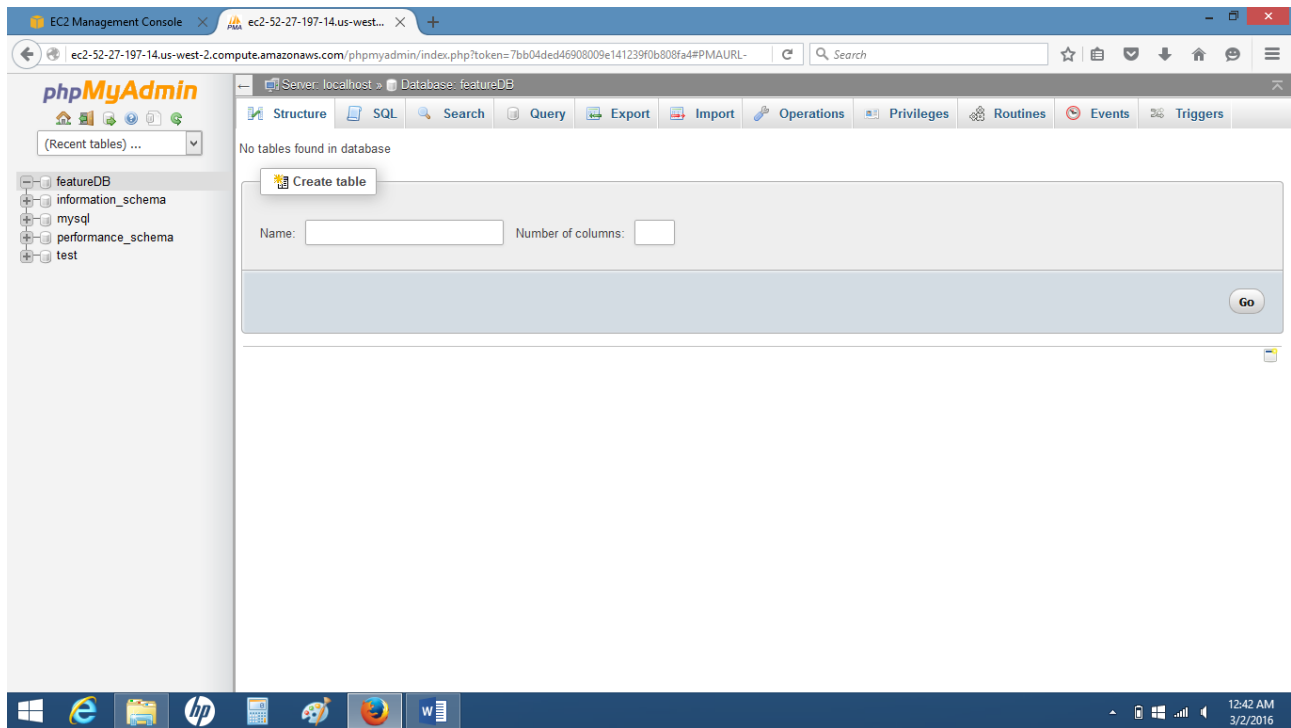 EC2 Management Console
ec2-52-27-197-14.us-west...
ec2-52-27-197-14.us-west-2.compute.amazonaws.com/phpmyadmin/index.php?token=7bb04ded46908009e141239f0b808fa4#PMAURL-
Search
phpMyAdmin
(Recent tables) ...
featureDB
information_schema
mysql
performance_schema
test
Server: localhost » Database: featureDB
Structure SQL Search Query Export Import Operations Privileges Routines Events Triggers
No tables found in database
Create table
Name: Number of columns:
Go
hp
12:42 AM
3/2/2016